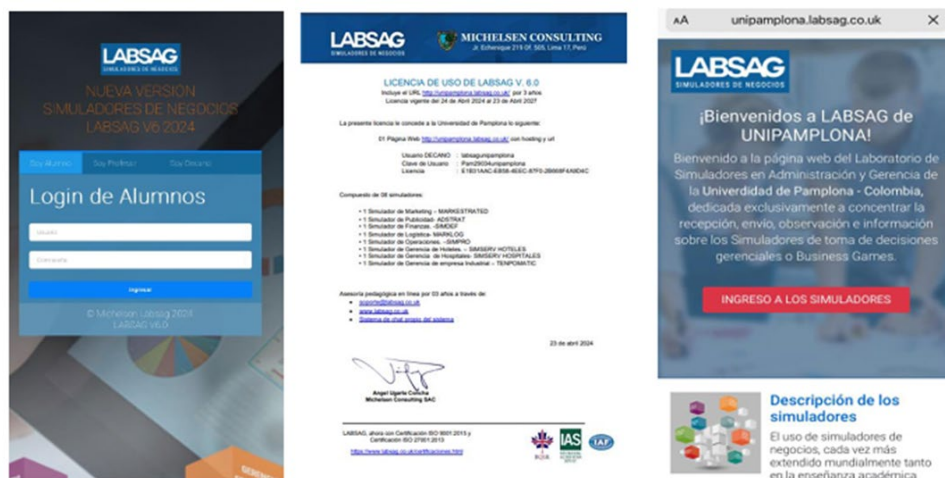 LABSAG
SIMULADORES DE NEGOCIOS
NUEVA VERSION
SIMULADORES DE NEGOCIOS
LABSAG V6 2024
Soy Alumno Soy Profesor Soy Decano
Login de Alumnos
Usuario
Contraseña
Ingresar
© Michelsen Labsag 2024
LABSAG V6.0
LABSAG
SIMULADORES DE NEGOCIOS
MICHELSEN CONSULTING
Jr. Echenique 219 Of. 505, Lima 17, Perú
LICENCIA DE USO DE LABSAG V. 6.0
Incluye el URL http://unipamplona.labsag.co.uk/ por 3 años
Licencia vigente del 24 de Abril 2024 al 23 de Abril 2027
La presente licencia le concede a la Universidad de Pamplona lo siguiente:
01 Página Web http://unipamplona.labsag.co.uk/ con hosting y url
Usuario DECANO : labsagunipamplona
Clave de Usuario : Pam29034unipamplona
Licencia :
Compuesto de 08 simuladores:
• 1 Simulador de Marketing – MARKESTRATED
• 1 Simulador de Publicidad- ADSTRAT
• 1 Simulador de Finanzas. -SIMDEF
• 1 Simulador de Logística- MARKLOG
• 1 Simulador de Operaciones. –SIMPRO
• 1 Simulador de Gerencia de Hoteles. – SIMSERV HOTELES
• 1 Simulador de Gerencia de Hospitales- SIMSERV HOSPITALES
• 1 Simulador de Gerencia de empresa Industrial – TENPOMATIC
Asesoría pedagógica en línea por 03 años a través de:
• soporte@labsag.co.uk
• www.labsag.co.uk
• Sistema de chat propio del sistema
23 de abril 2024
Angel Ugarte Concha
Michelsen Consulting SAC
LABSAG, ahora con Certificación ISO 9001:2015 y
Certificación ISO 27001:2013
https://www.labsag.co.uk/certificaciones.html
IAS
IAF
AA unipamplona.labsag.co.uk ×
LABSAG
SIMULADORES DE NEGOCIOS
¡Bienvenidos a LABSAG de
UNIPAMPLONA!
Bienvenido a la página web del Laboratorio de
Simuladores en Administración y Gerencia de
la Univerdidad de Pamplona - Colombia,
dedicada exclusivamente a concentrar la
recepción, envío, observación e información
sobre los Simuladores de toma de decisiones
gerenciales o Business Games.
INGRESO A LOS SIMULADORES
Descripción de los
simuladores
El uso de simuladores de
negocios, cada vez más
extendido mundialmente tanto
en la enseñanza académica